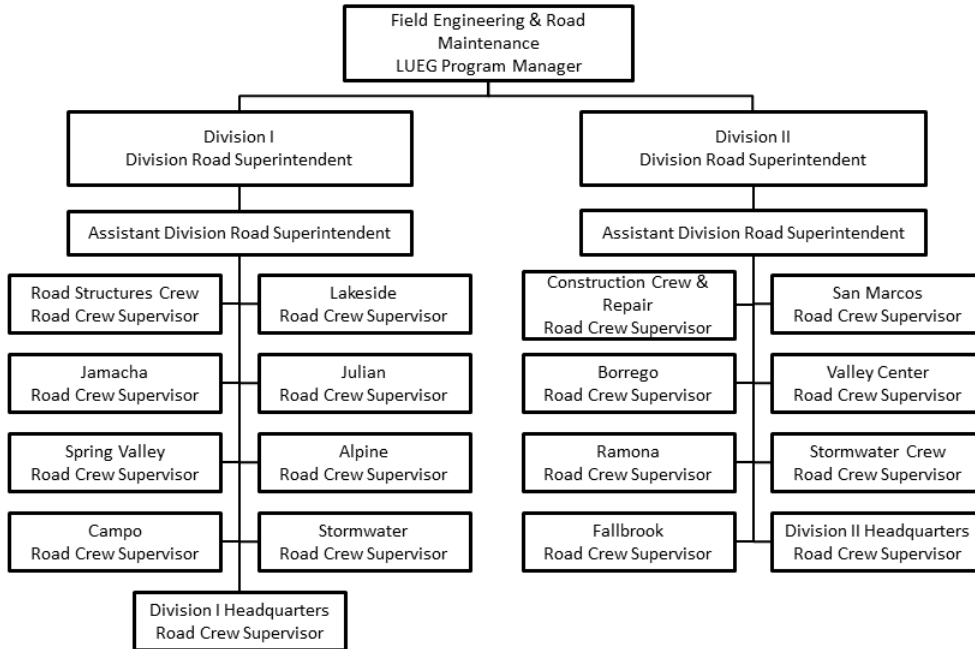 Field Engineering & Road
Maintenance
LUEG Program Manager
Division I
Division Road Superintendent
Division II
Division Road Superintendent
Assistant Division Road Superintendent
Assistant Division Road Superintendent
Road Structures Crew
Road Crew Supervisor
Lakeside
Road Crew Supervisor
Construction Crew &
Repair
Road Crew Supervisor
San Marcos
Road Crew Supervisor
Jamacha
Road Crew Supervisor
Julian
Road Crew Supervisor
Borrego
Road Crew Supervisor
Valley Center
Road Crew Supervisor
Spring Valley
Road Crew Supervisor
Alpine
Road Crew Supervisor
Ramona
Road Crew Supervisor
Stormwater Crew
Road Crew Supervisor
Campo
Road Crew Supervisor
Stormwater
Road Crew Supervisor
Fallbrook
Road Crew Supervisor
Division II Headquarters
Road Crew Supervisor
Division I Headquarters
Road Crew Supervisor